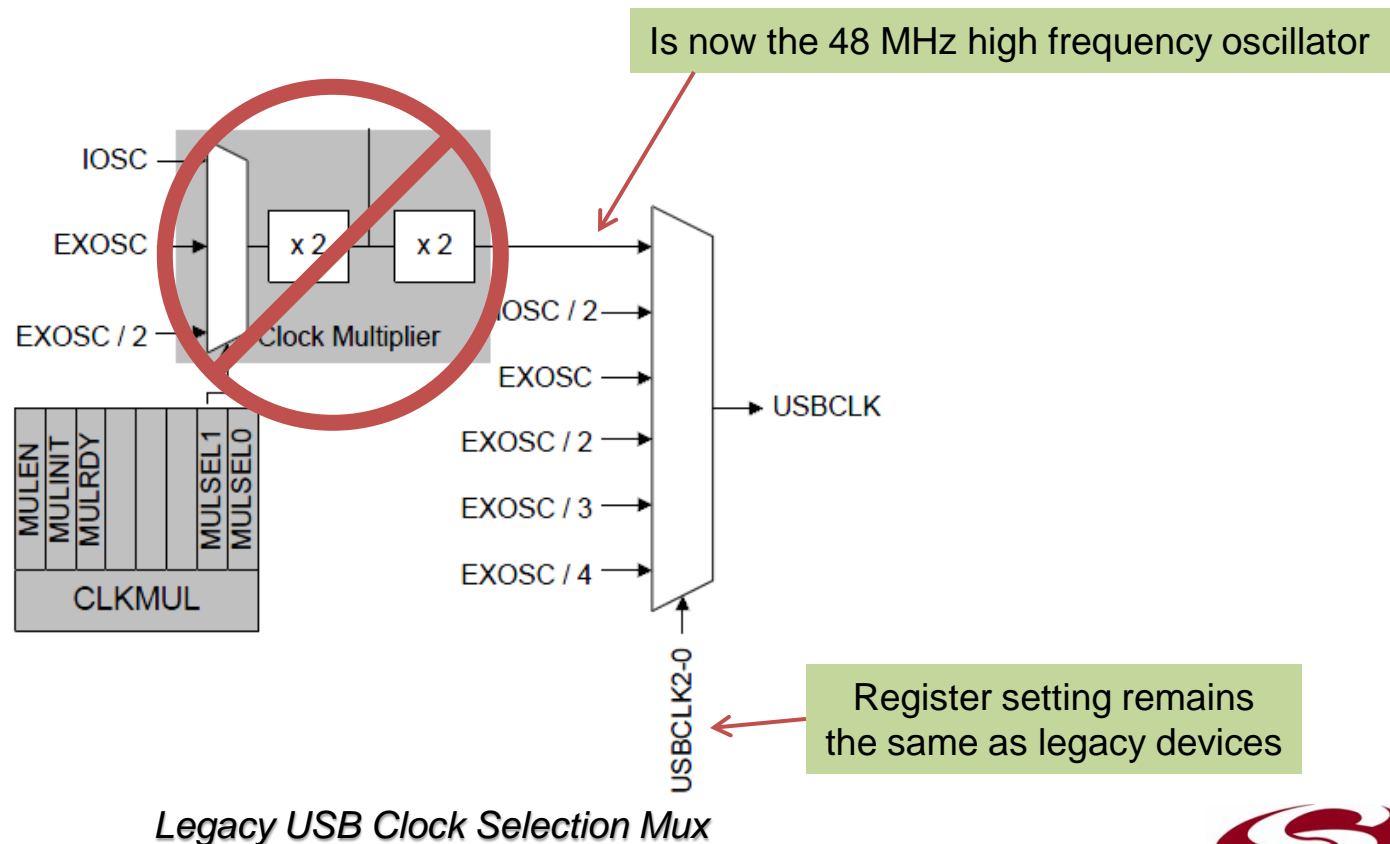 Is now the 48 MHz high frequency oscillator
IOSC
EXOSC
EXOSC / 2
x 2
x 2
Clock Multiplier
IOSC / 2
EXOSC
EXOSC / 2
EXOSC / 3
EXOSC / 4
USBCLK
MULEN
MULINIT
MULRDY
MULSEL1
MULSEL0
CLKMUL
USBCLK2-0
Register setting remains
the same as legacy devices
Legacy USB Clock Selection Mux